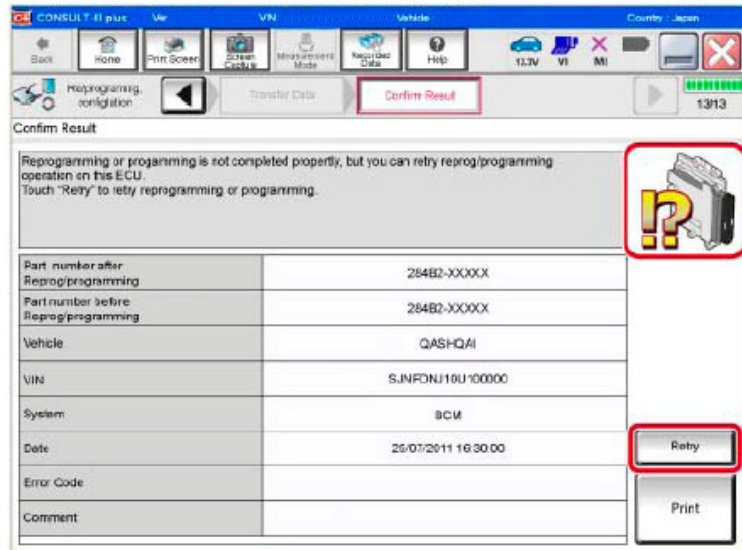 CONSULT-III plus Ver VIN Vehicle Country : Japan
Back Home Print Screen Screen Capture Measurement Mode Recorded Data Help 12.3V VI MI
Re/programing, configlation Transfer Data Confirm Result 13/13
Confirm Result
Reprogramming or progamming is not completed propertly, but you can retry reprog/programming
operation on this ECU.
Touch "Retry" to retry reprogramming or programming.
Part number after
Reprog/programming
284B2-XXXXX
Part number before
Reprog/programming
284B2-XXXXX
Vehicle QASHQAI
VIN SJNFDNJ10U100000
System BCM
Date 26/07/2011 16:30:00
Retry
Error Code
Comment
Print